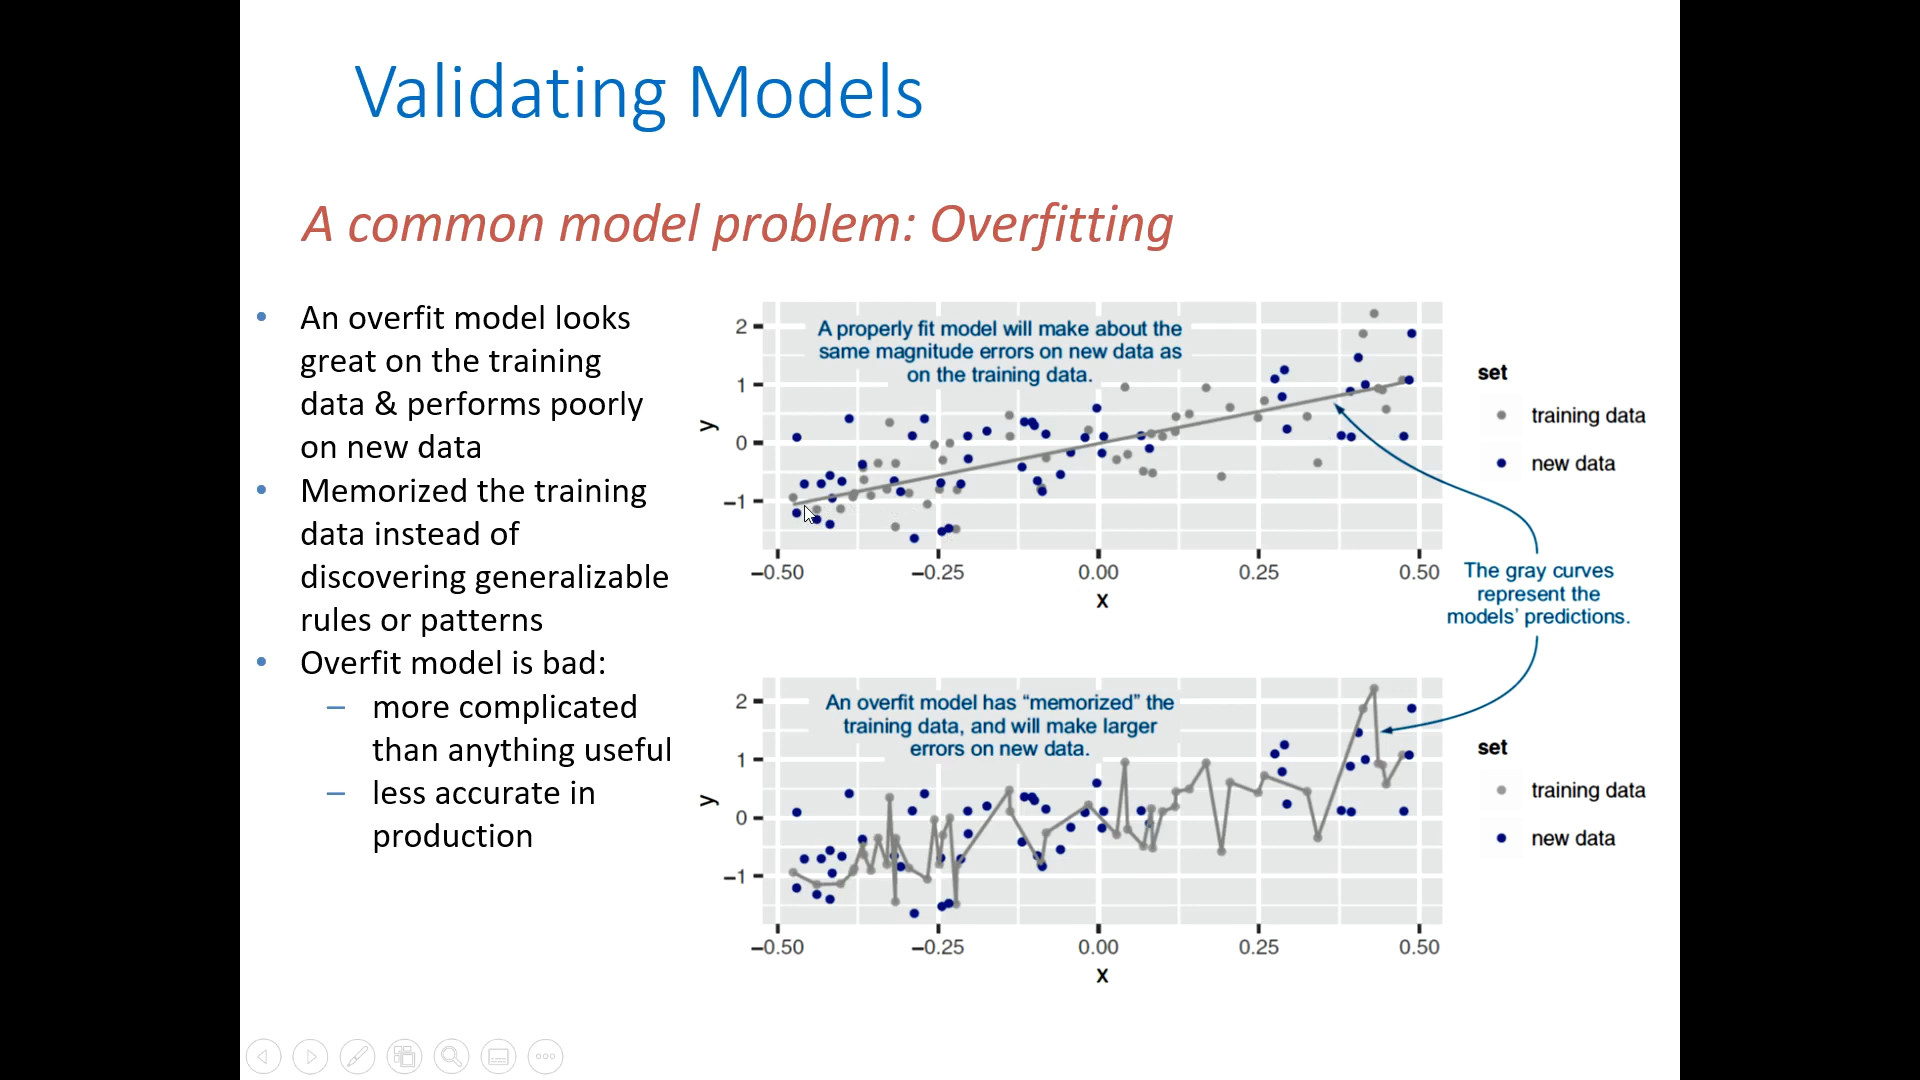 Validating Models
A common model problem: Overfitting
• An overfit model looks
great on the training
data & performs poorly
on new data
• Memorized the training
data instead of
discovering generalizable
rules or patterns
• Overfit model is bad:
– more complicated
than anything useful
– less accurate in
production
A properly fit model will make about the
same magnitude errors on new data as
on the training data.
2
1
0
−1
y
−0.50 −0.25 0.00 0.25 0.50
x
set
training data
new data
The gray curves
represent the
models’ predictions.
An overfit model has “memorized” the
training data, and will make larger
errors on new data.
2
1
0
−1
y
−0.50 −0.25 0.00 0.25 0.50
x
set
training data
new data